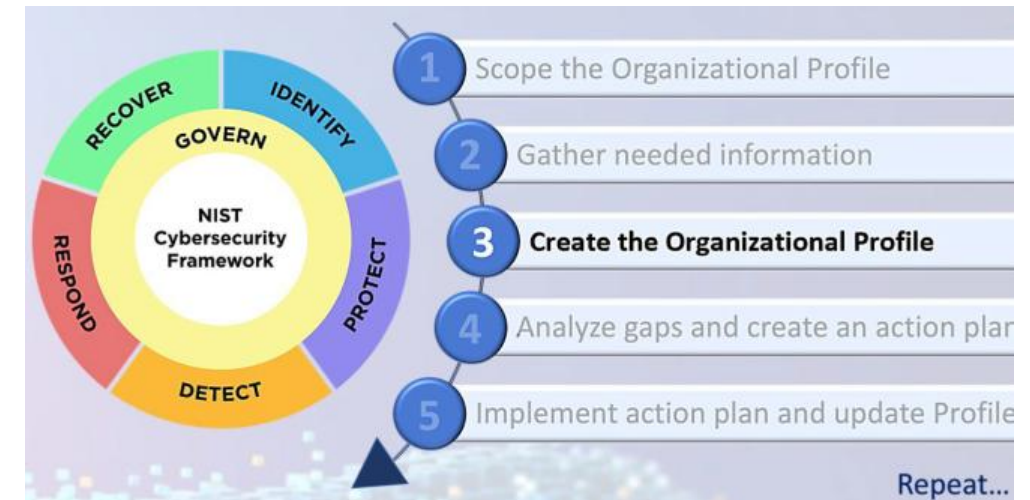 RECOVER
IDENTIFY
GOVERN
NIST
Cybersecurity
Framework
RESPOND
PROTECT
DETECT
1 Scope the Organizational Profile
2 Gather needed information
3 Create the Organizational Profile
4 Analyze gaps and create an action plan
5 Implement action plan and update Profile
Repeat...